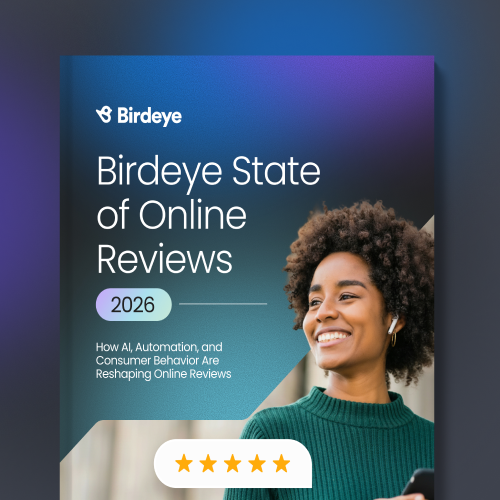 Birdeye
Birdeye State
of Online
Reviews
2026
How AI, Automation, and
Consumer Behavior Are
Reshaping Online Reviews